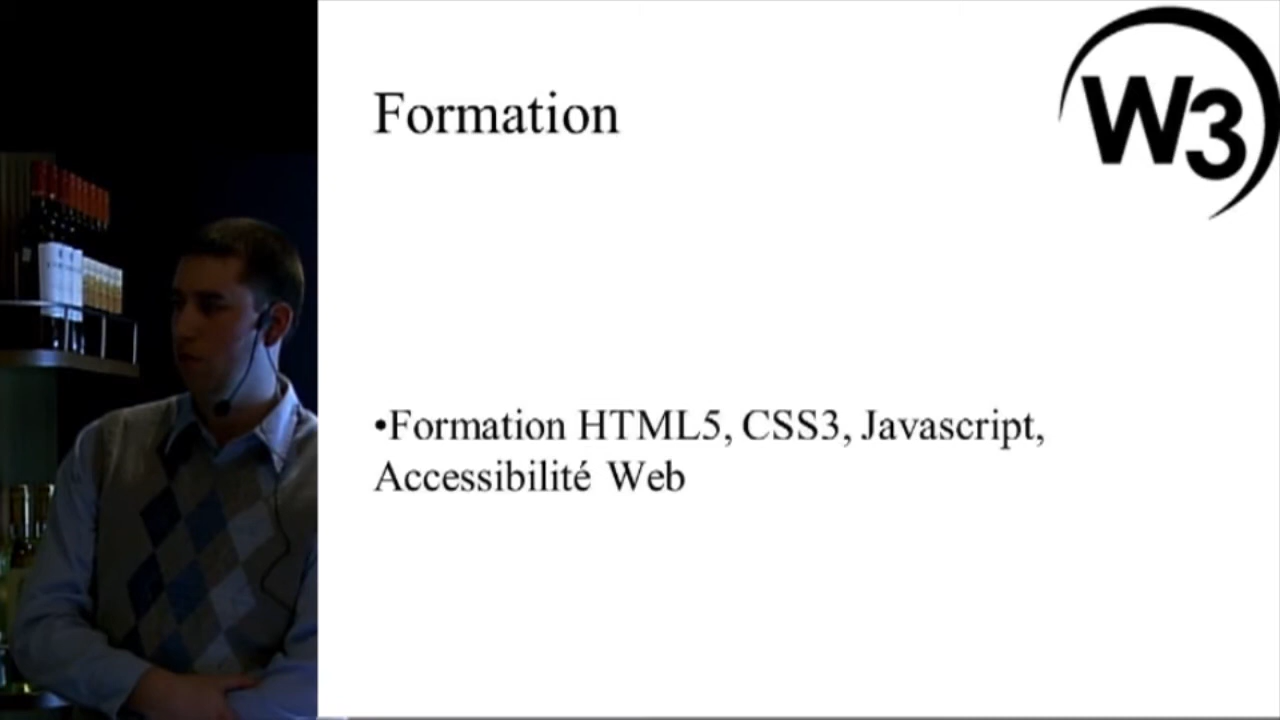 W3
Formation
•Formation HTML5, CSS3, Javascript,
Accessibilité Web